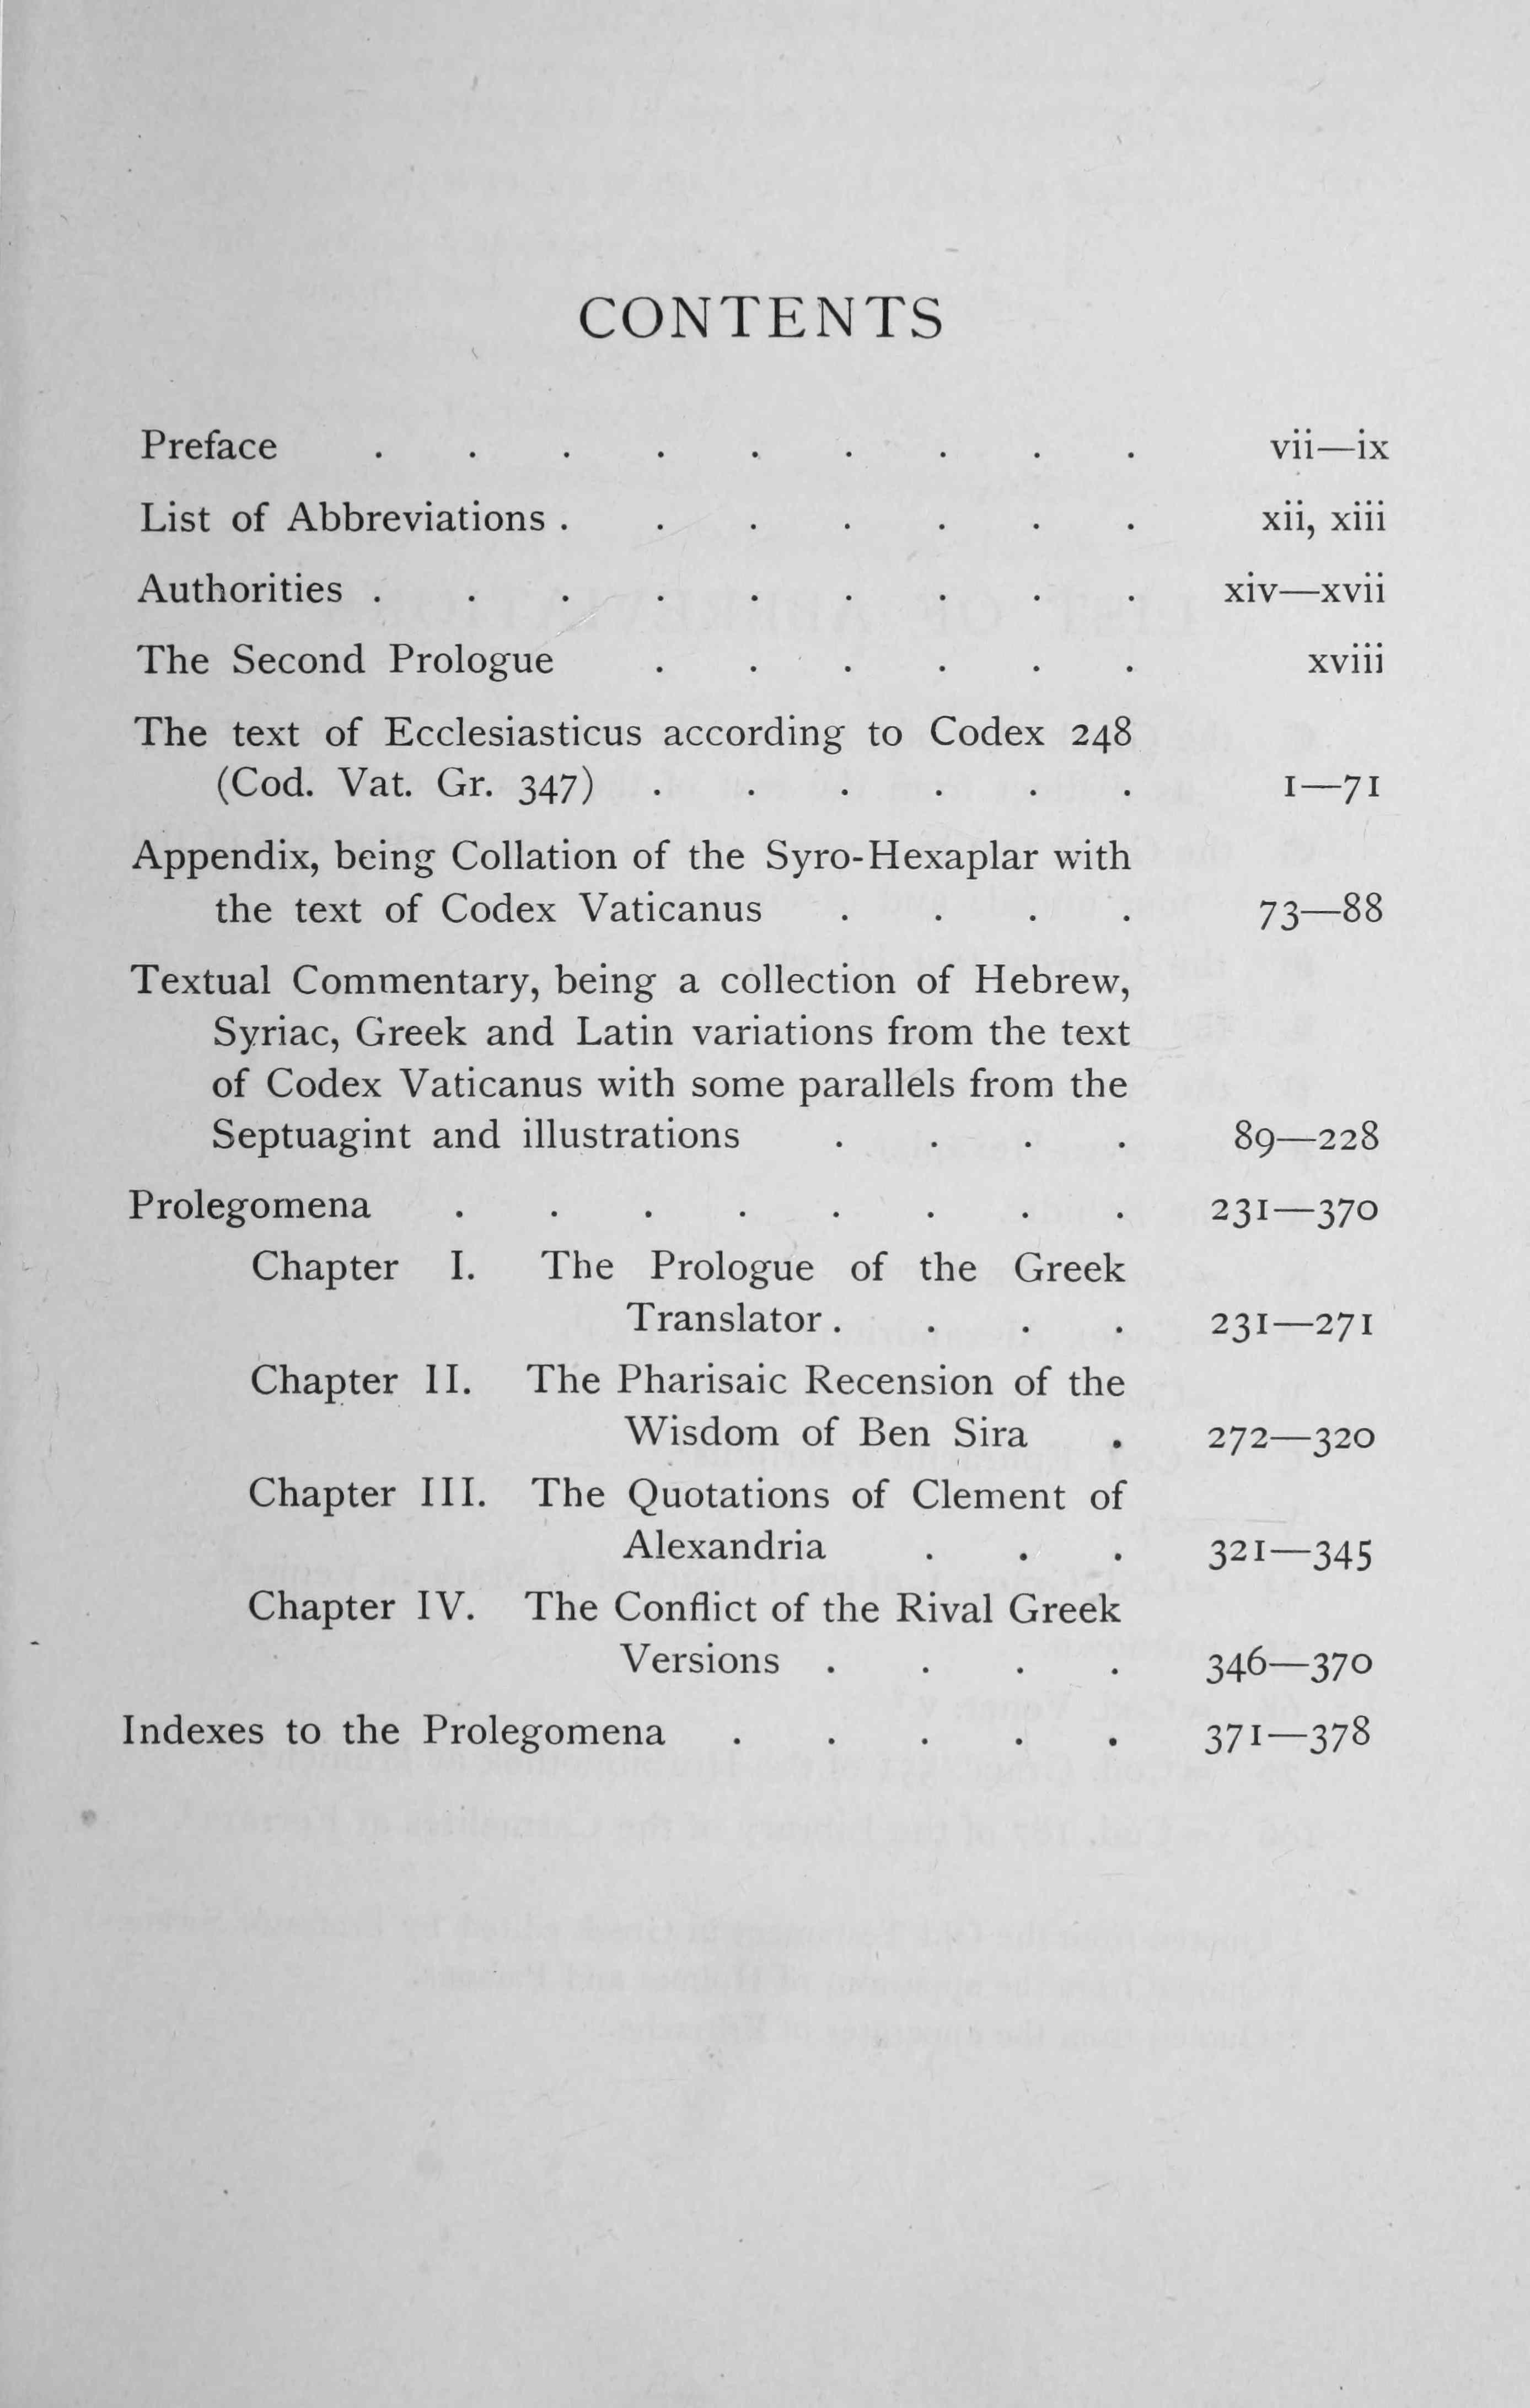 CONTENTS
Preface . . . . . . . . . vii—ix
List of Abbreviations . . . . . . . xii, xiii
Authorities . . . . . . . . . xiv—xvii
The Second Prologue . . . . . . xviii
The text of Ecclesiasticus according to Codex 248
(Cod. Vat. Gr. 347) . . . . . . 1—71
Appendix, being Collation of the Syro-Hexaplar with
the text of Codex Vaticanus . . . . 73—88
Textual Commentary, being a collection of Hebrew,
Syriac, Greek and Latin variations from the text
of Codex Vaticanus with some parallels from the
Septuagint and illustrations . . . . 89—228
Prolegomena . . . . . . . . 231—370
Chapter I. The Prologue of the Greek
Translator . . . . 231—271
Chapter II. The Pharisaic Recension of the
Wisdom of Ben Sira . 272—320
Chapter III. The Quotations of Clement of
Alexandria . . . 321—345
Chapter IV. The Conflict of the Rival Greek
Versions . . . . 346—370
Indexes to the Prolegomena . . . . . 371—378